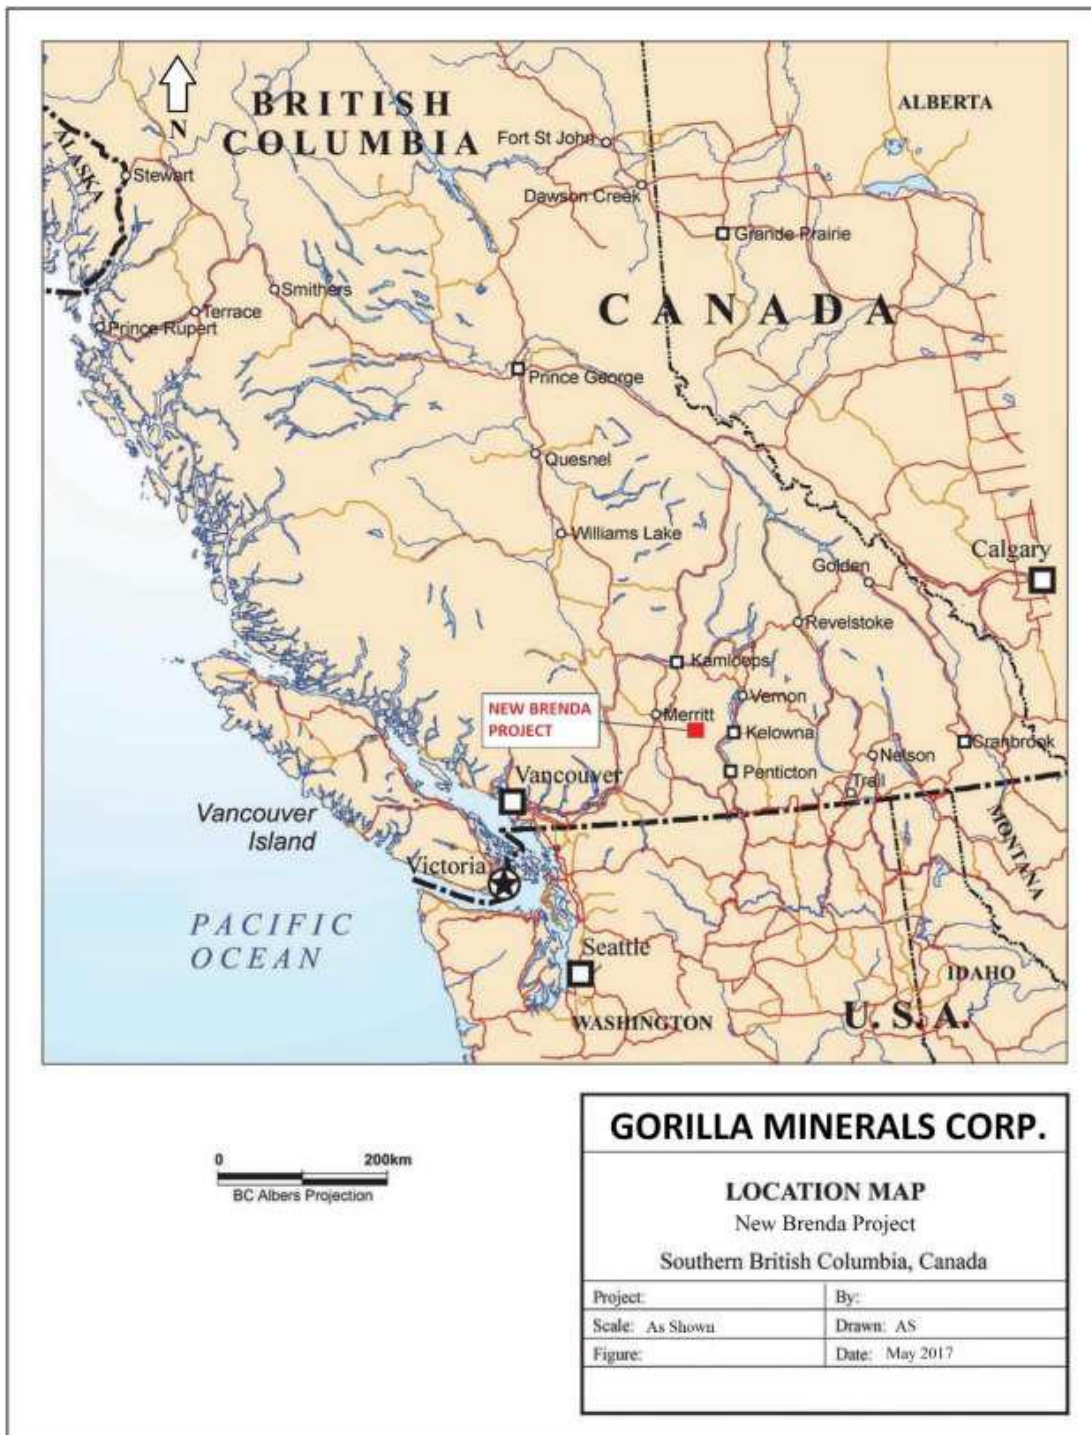 BRITISH
COLUMBIA
ALBERTA
N
ALASKA
Fort St John
Stewart
Dawson Creek
Grande Prairie
Smithers
CANADA
Terrace
Prince Rupert
Prince George
Quesnel
Williams Lake
Calgary
Golden
Revelstoke
Kamloops
Vernon
NEW BRENDA
PROJECT
Merritt
Kelowna
Cranbrook
Nelson
Vancouver
Penticton
Trail
Vancouver
Island
MONTANA
Victoria
PACIFIC
OCEAN
Seattle
IDAHO
WASHINGTON
U. S. A.
0 200km
BC Albers Projection
GORILLA MINERALS CORP.
LOCATION MAP
New Brenda Project
Southern British Columbia, Canada
Project: By:
Scale: As Shown Drawn: AS
Figure: Date: May 2017